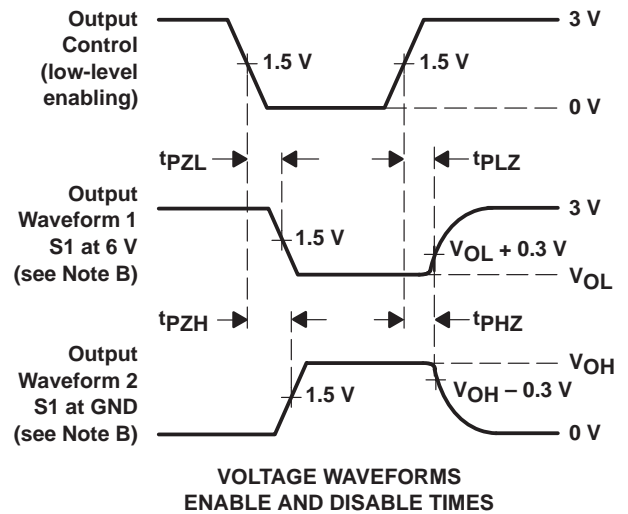 Output
Control
(low-level
enabling)
3 V
1.5 V
1.5 V
0 V
tPZL
tPLZ
Output
Waveform 1
S1 at 6 V
(see Note B)
3 V
1.5 V
VOL + 0.3 V
VOL
tPZH
tPHZ
Output
Waveform 2
S1 at GND
(see Note B)
VOH
1.5 V
VOH – 0.3 V
0 V
VOLTAGE WAVEFORMS
ENABLE AND DISABLE TIMES